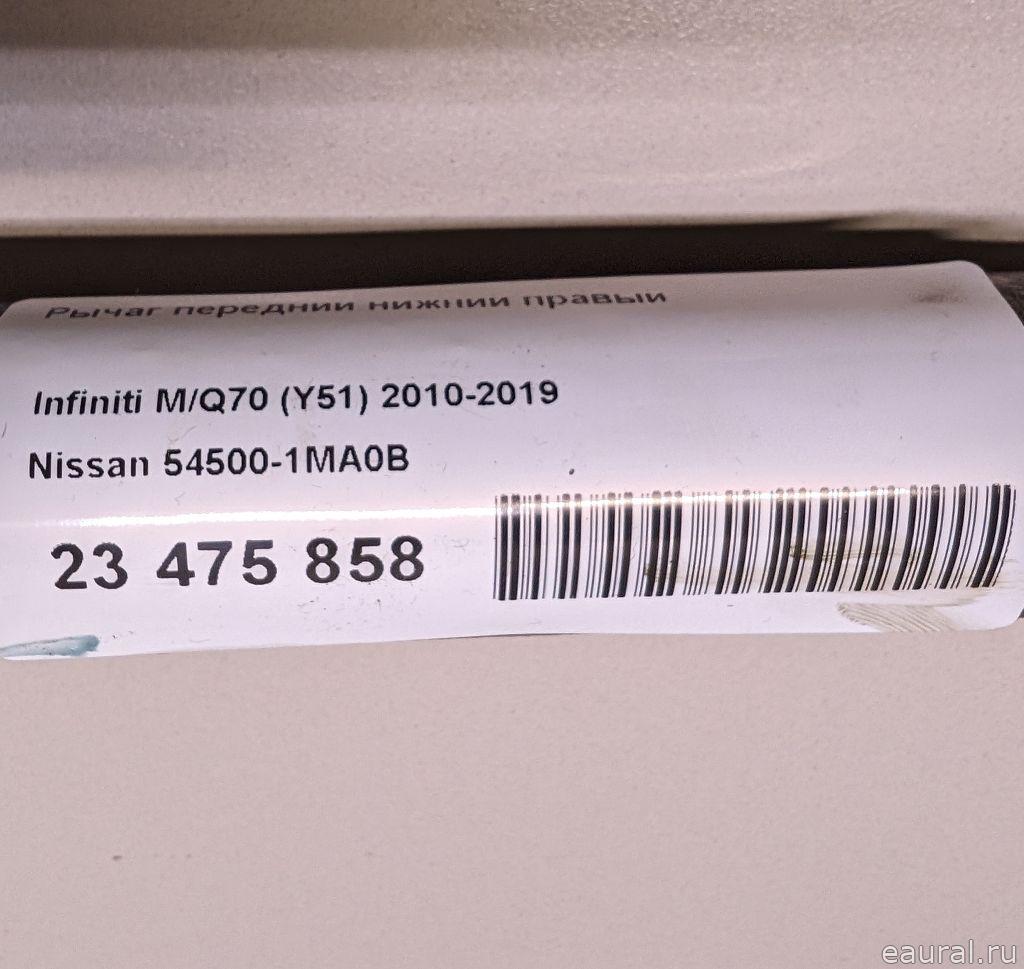 Рычаг передний нижний правый
Infiniti M/Q70 (Y51) 2010-2019
Nissan 54500-1MA0B
23 475 858
eaural.ru